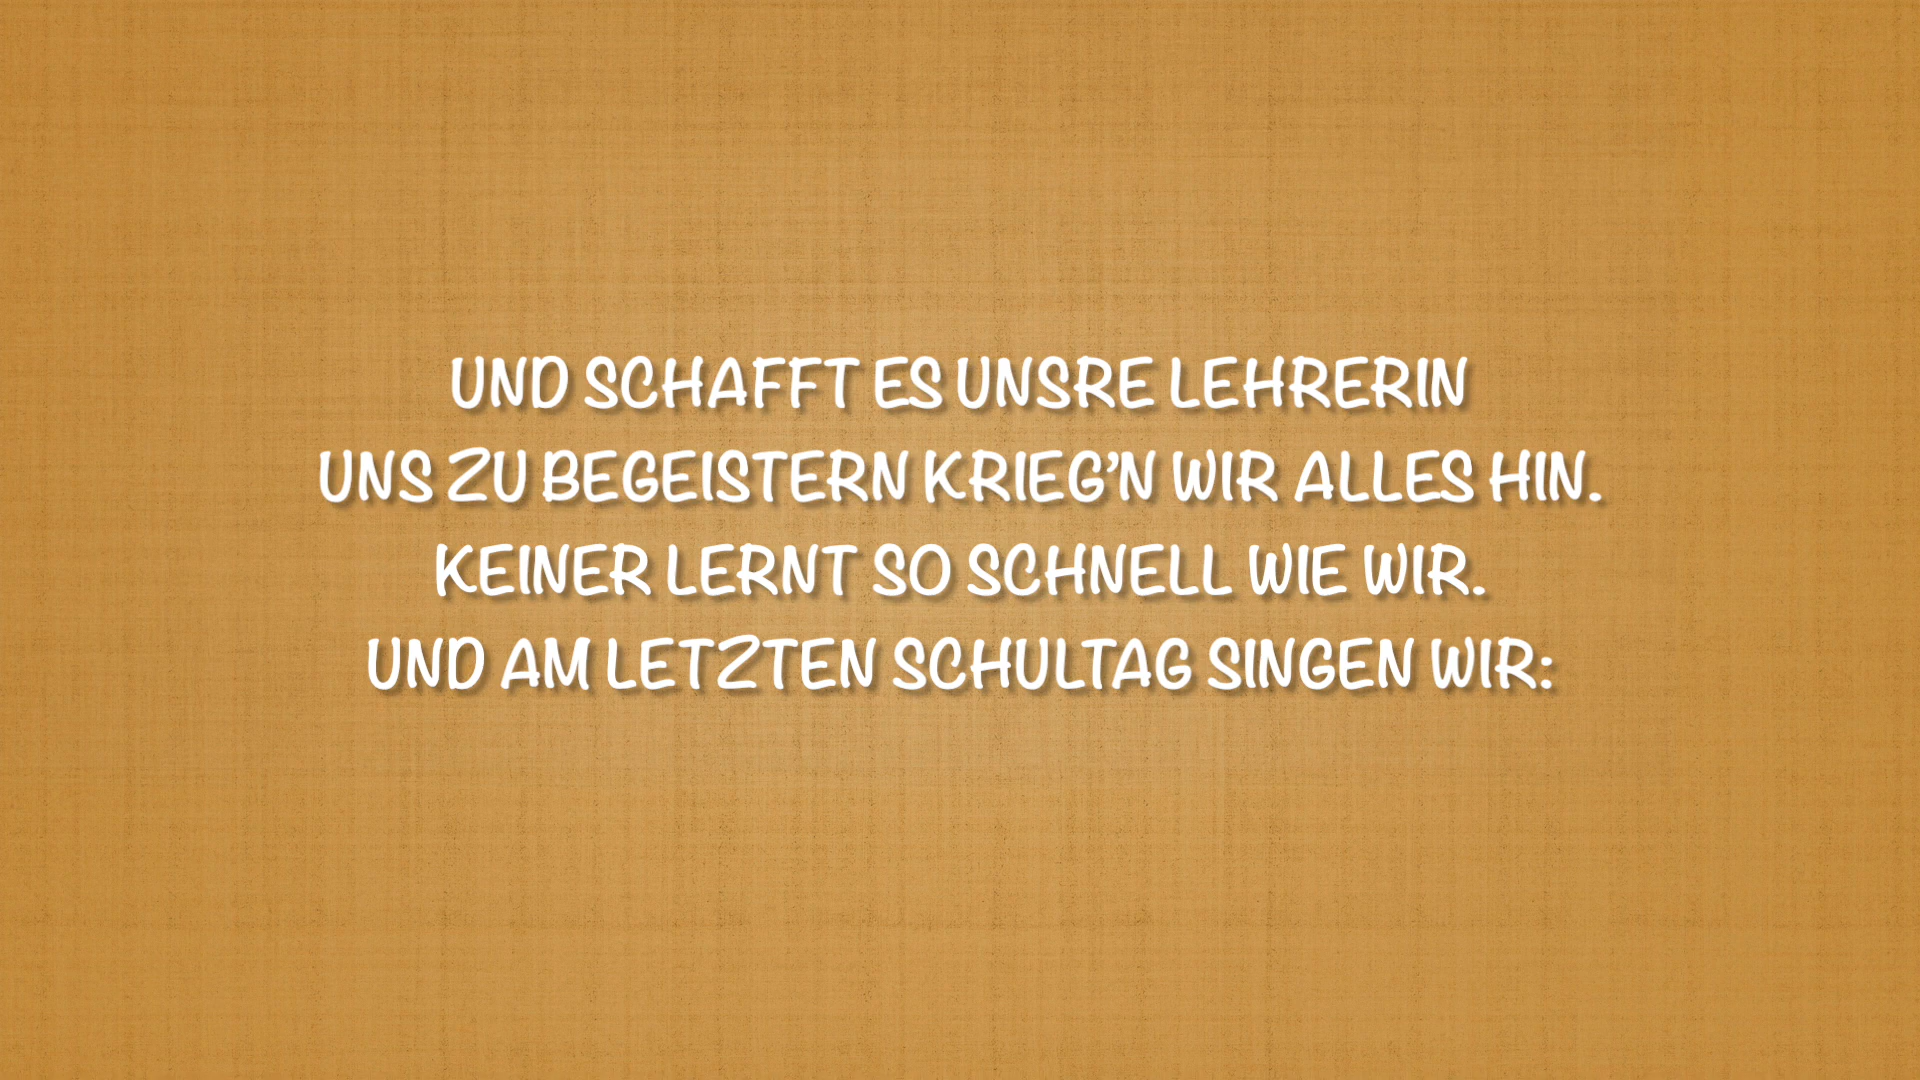 UND SCHAFFT ES UNSRE LEHRERIN
UNS ZU BEGEISTERN KRIEG’N WIR ALLES HIN.
KEINER LERNT SO SCHNELL WIE WIR.
UND AM LETZTEN SCHULTAG SINGEN WIR: